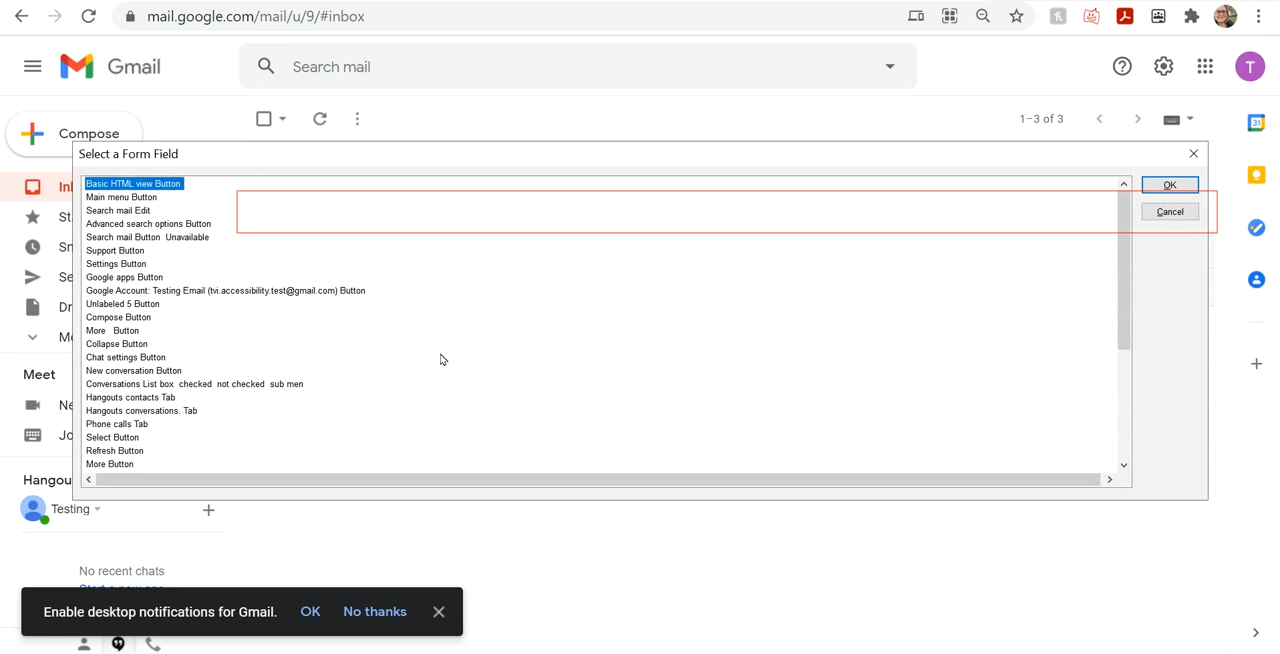 mail.google.com/mail/u/9/#inbox
Gmail
Search mail
T
Compose
1–3 of 3
31
Select a Form Field
Basic HTML view Button
Main menu Button
Search mail Edit
Advanced search options Button
Search mail Button  Unavailable
Support Button
Settings Button
Google apps Button
Google Account: Testing Email (tvi.accessibility.test@gmail.com) Button
Unlabeled 5 Button
Compose Button
More   Button
Collapse Button
Chat settings Button
New conversation Button
Conversations List box  checked  not checked  sub men
Hangouts contacts Tab
Hangouts conversations. Tab
Phone calls Tab
Select Button
Refresh Button
More Button
OK
Cancel
Meet
Hangou
Testing
No recent chats
Enable desktop notifications for Gmail.
OK
No thanks